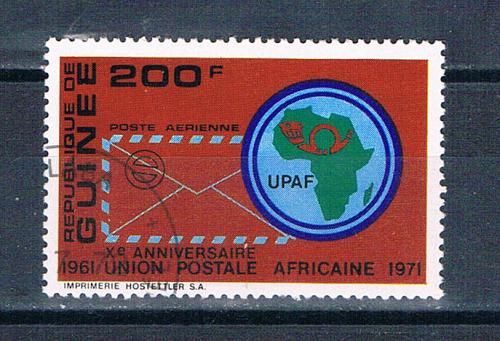 REPUBLIQUE DE
GUINEE
200F
POSTE AERIENNE
UPAF
Xe ANNIVERSAIRE
1961/UNION POSTALE AFRICAINE 1971
IMPRIMERIE HOSTETTLER S.A.